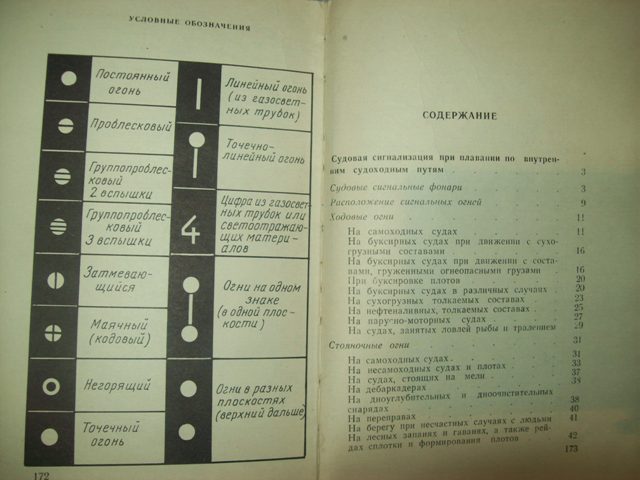 УСЛОВНЫЕ ОБОЗНАЧЕНИЯ
Постоянный
огонь
Проблесковый
Группопроблес-
ковый
2 вспышки
Группопроблес-
ковый
3 вспышки
Затмеваю-
щийся
Маячный
(кодовый)
Негорящий
Точечный
огонь
Линейный огонь
(из газосвет-
ных трубок)
Точечно-
линейный огонь
4
Цифра из газосвет-
ных трубок или
светоотражаю-
щих матери-
алов
Огни на одном
знаке
(в одной плос-
кости)
Огни в разных
плоскостях
(верхний дальше)
172
СОДЕРЖАНИЕ
Судовая сигнализация при плавании по внутрен-
ним судоходным путям 3
Судовые сигнальные фонари 3
Расположение сигнальных огней 9
Ходовые огни 11
На самоходных судах 11
На буксирных судах при движении с сухо-
грузными составами 16
На буксирных судах при движении с соста-
вами, груженными огнеопасными грузами 16
При буксировке плотов 20
На буксирных судах в различных случаях 20
На сухогрузных толкаемых составах 23
На нефтеналивных, толкаемых составах 25
На парусно-моторных судах 27
На судах, занятых ловлей рыбы и тралением 29
Стояночные огни 31
На самоходных судах 31
На несамоходных судах и плотах 33
На судах, стоящих на мели 37
На дебаркадерах 38
На дноуглубительных и дноочистительных
снарядах 38
На переправах 40
На берегу при несчастных случаях с людьми 41
На лесных запанях и гаванях, а также рей-
дах сплотки и формирования плотов 42
173